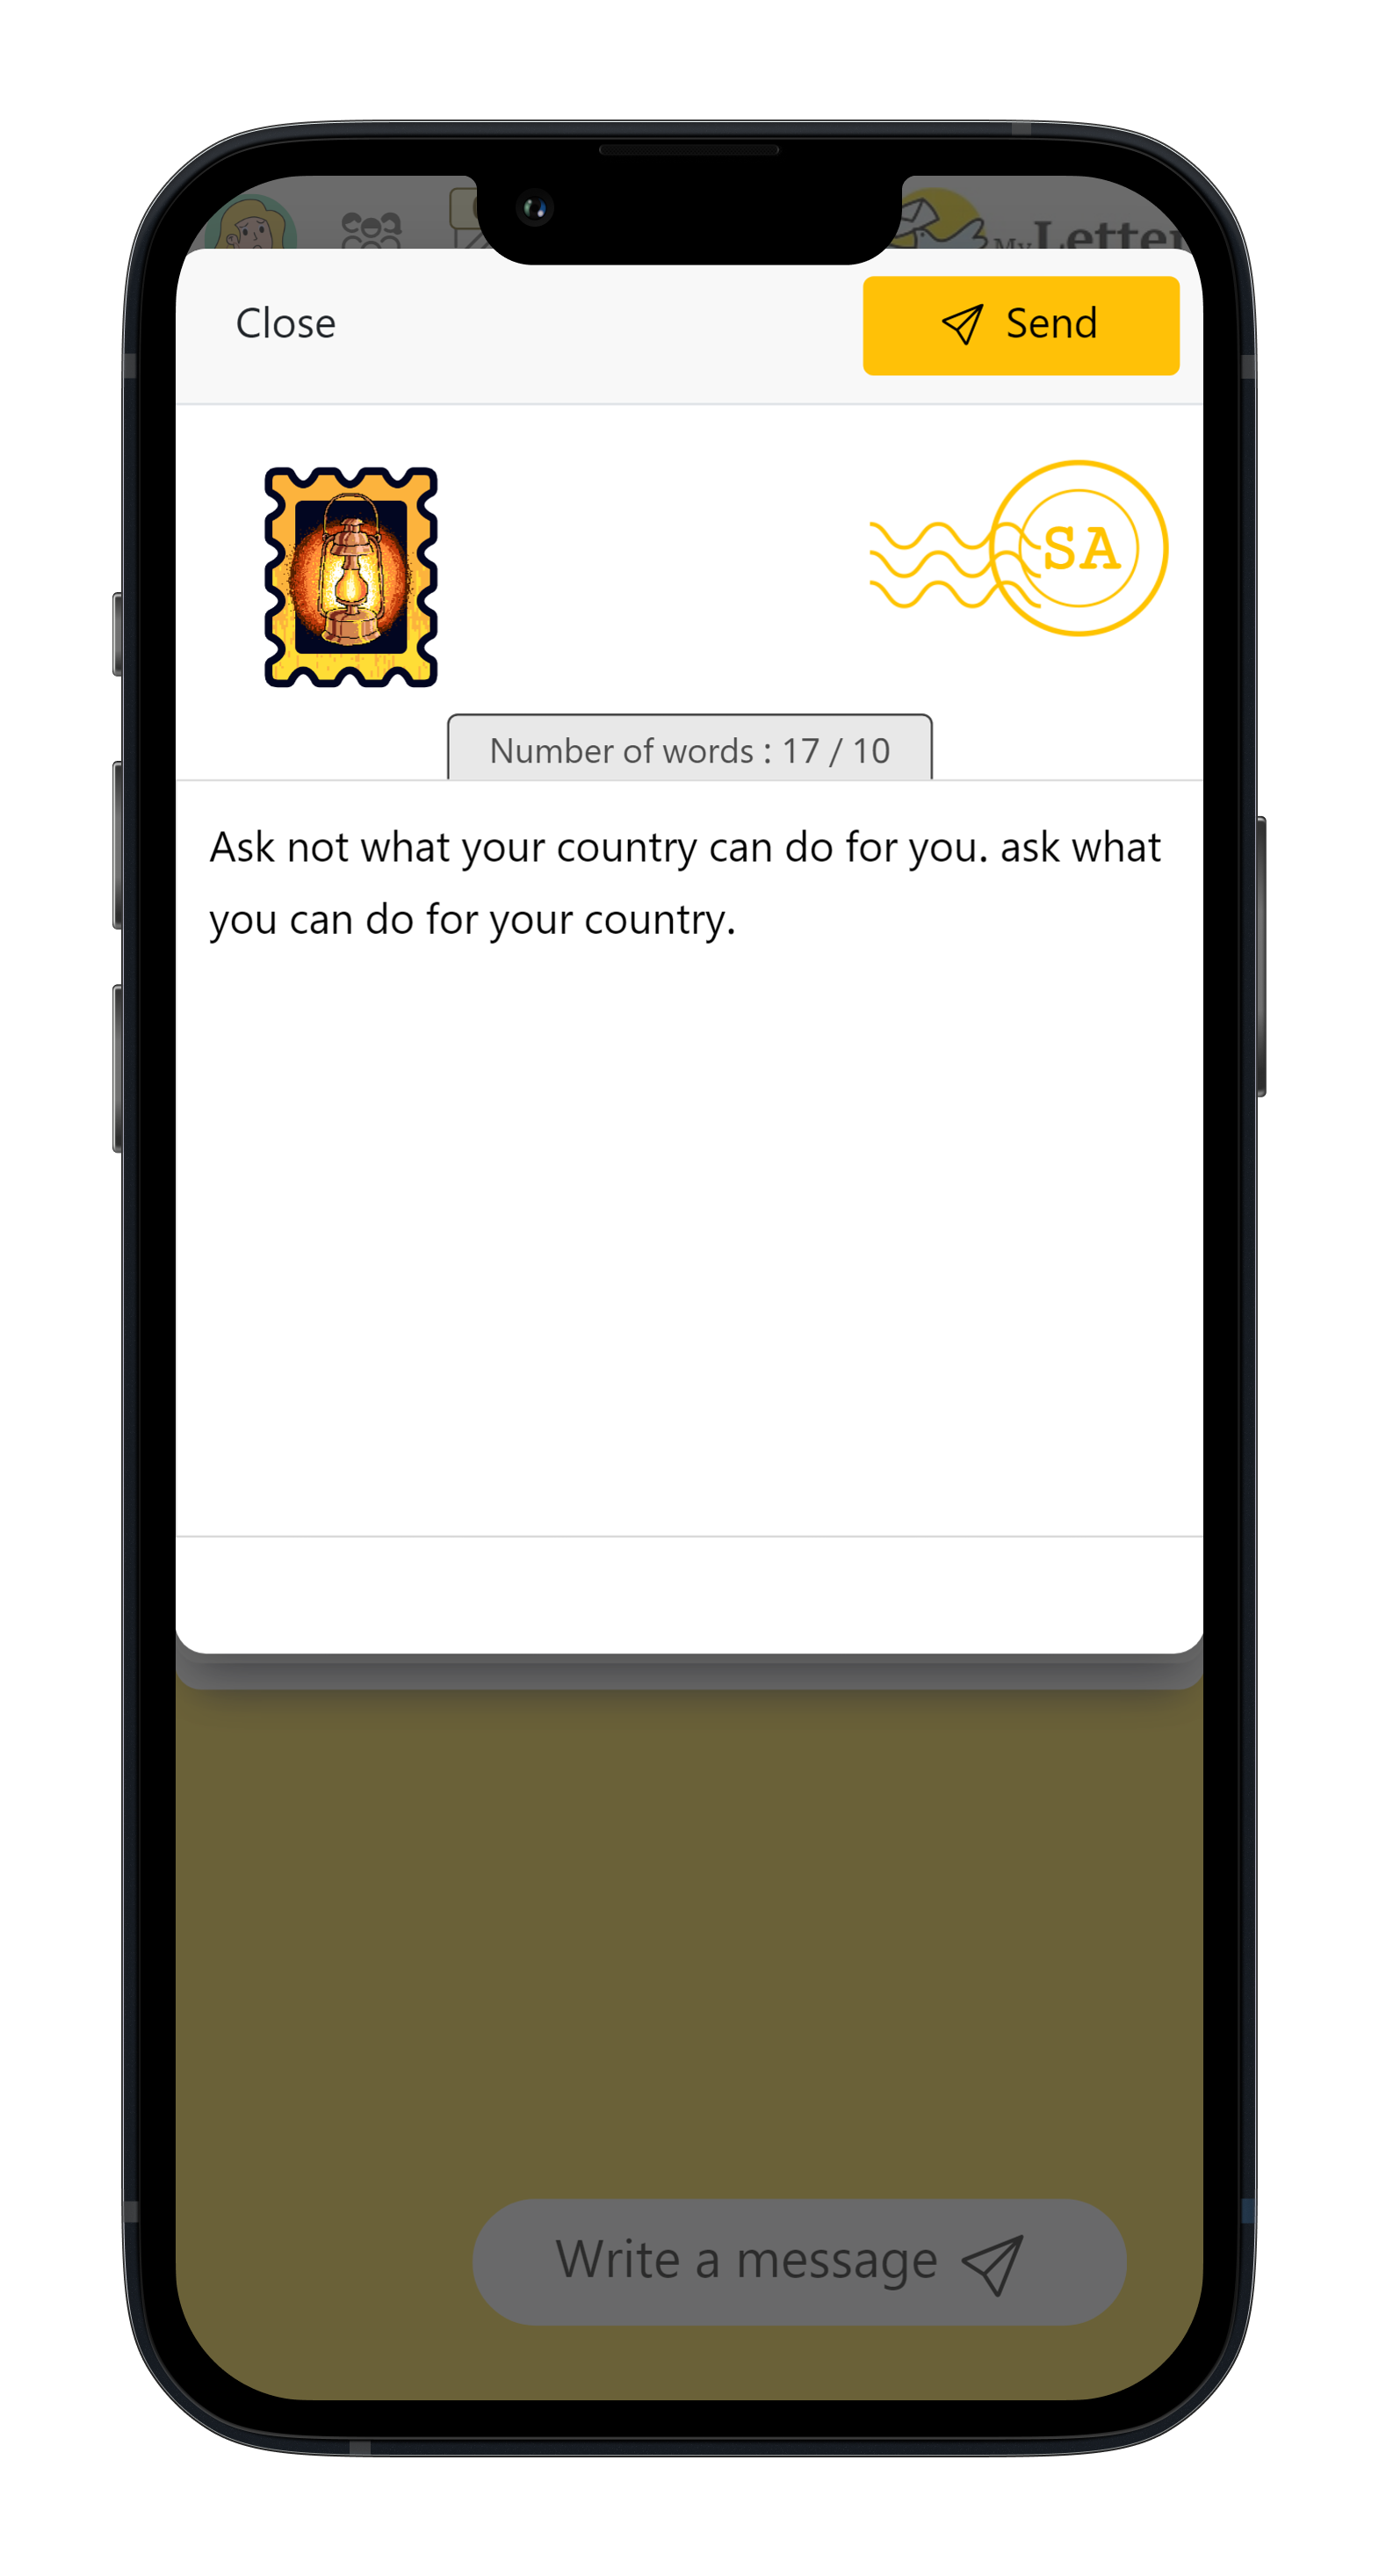 My Letter
Close
Send
SA
Number of words : 17 / 10
Ask not what your country can do for you. ask what
you can do for your country.
Write a message